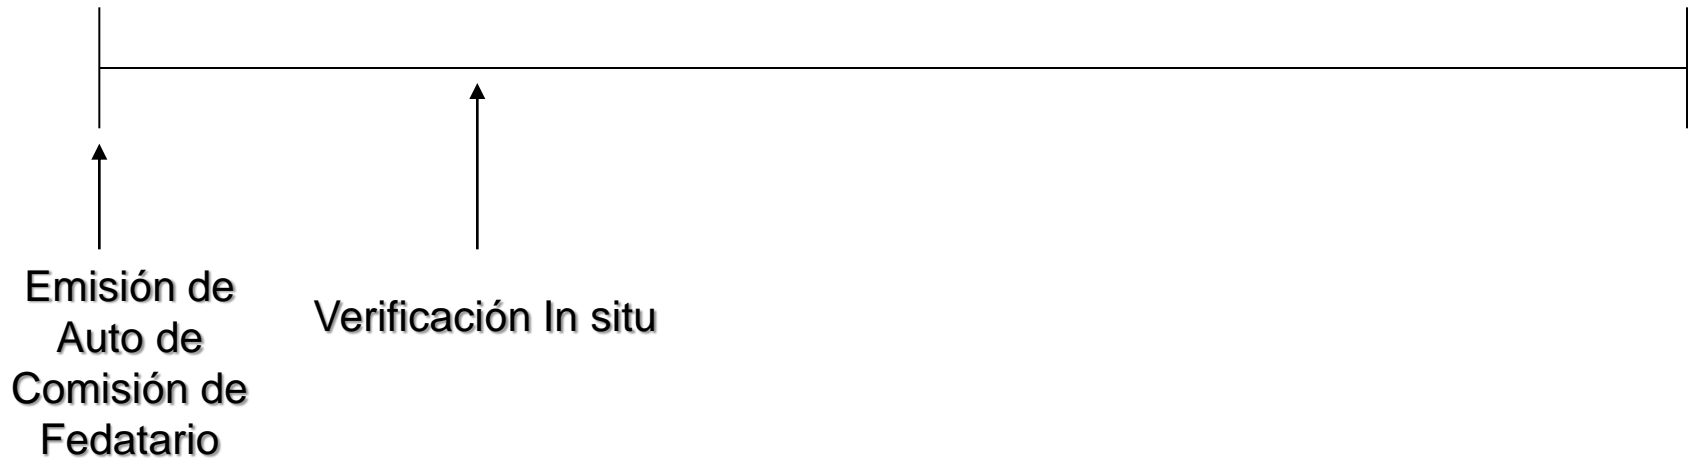 Emisión de
Auto de
Comisión de
Fedatario
Verificación In situ